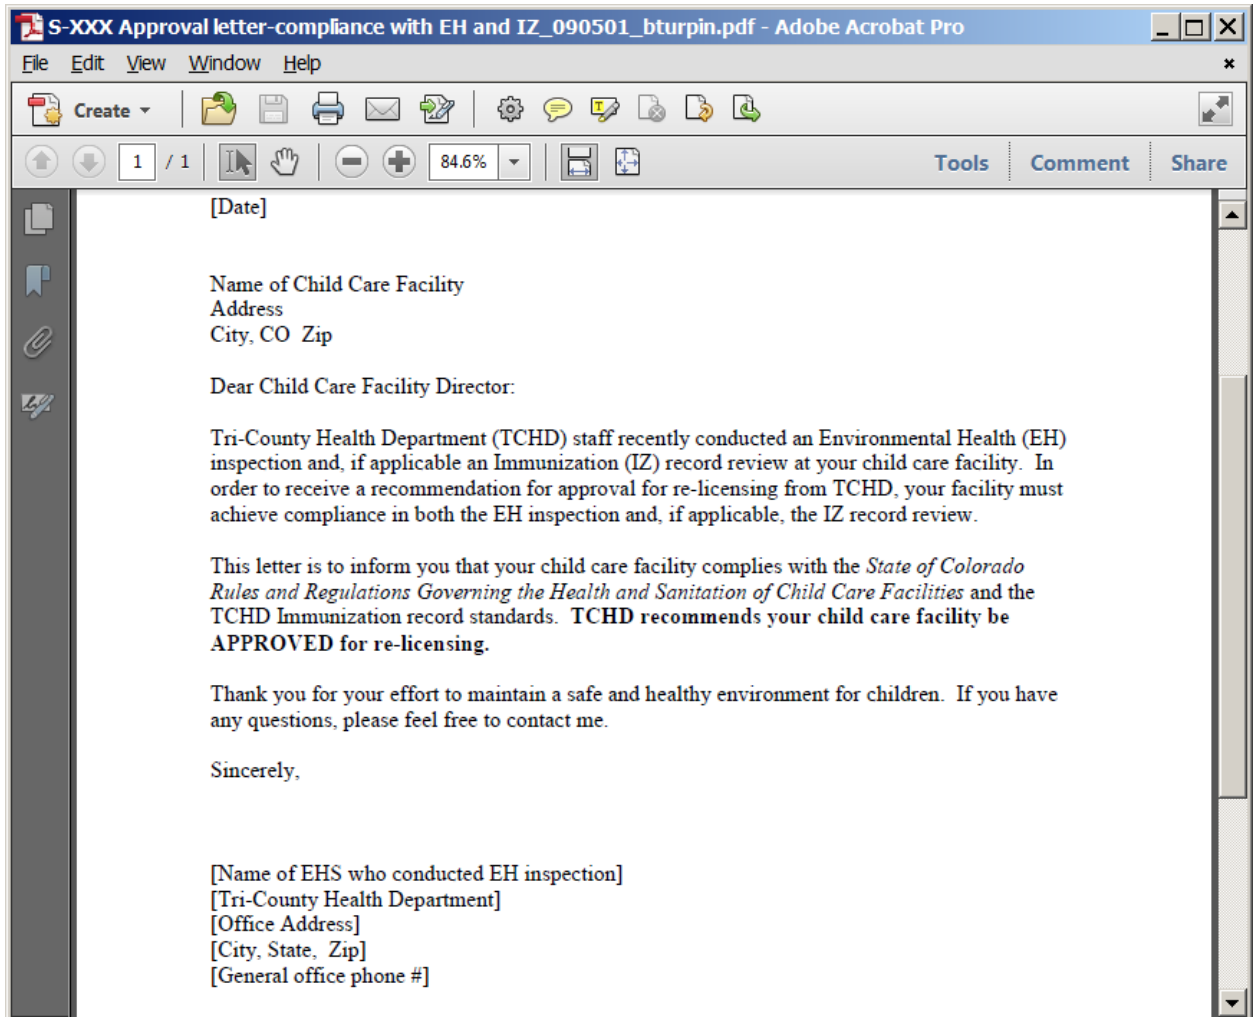 S-XXX Approval letter-compliance with EH and IZ_090501_bturpin.pdf - Adobe Acrobat Pro
File Edit View Window Help
Create
1 / 1 84.6% Tools Comment Share
[Date]
Name of Child Care Facility
Address
City, CO  Zip
Dear Child Care Facility Director:
Tri-County Health Department (TCHD) staff recently conducted an Environmental Health (EH)
inspection and, if applicable an Immunization (IZ) record review at your child care facility.  In
order to receive a recommendation for approval for re-licensing from TCHD, your facility must
achieve compliance in both the EH inspection and, if applicable, the IZ record review.
This letter is to inform you that your child care facility complies with the State of Colorado
Rules and Regulations Governing the Health and Sanitation of Child Care Facilities and the
TCHD Immunization record standards.  TCHD recommends your child care facility be
APPROVED for re-licensing.
Thank you for your effort to maintain a safe and healthy environment for children.  If you have
any questions, please feel free to contact me.
Sincerely,
[Name of EHS who conducted EH inspection]
[Tri-County Health Department]
[Office Address]
[City, State,  Zip]
[General office phone #]